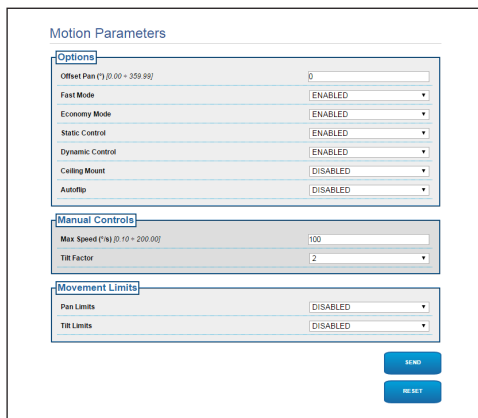 Motion Parameters
Options
Offset Pan (°) [0.00 ÷ 359.99] 0
Fast Mode ENABLED
Economy Mode ENABLED
Static Control ENABLED
Dynamic Control ENABLED
Ceiling Mount DISABLED
Autoflip DISABLED
Manual Controls
Max Speed (°/s) [0.10 ÷ 200.00] 100
Tilt Factor 2
Movement Limits
Pan Limits DISABLED
Tilt Limits DISABLED
SEND
RESET